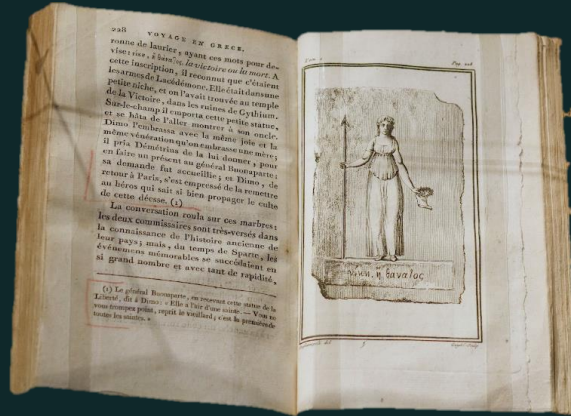 228 VOYAGE EN GRECE.
ronne de laurier, ayant ces mots pour de-
vise: ou la victoire ou la mort. A
cette inscription, il reconnut que c'étaient
les armes de Lacédémone. Elle était dans une
petite niche, et on l'avait trouvée au temple
de la Victoire, dans les ruines de Gythium.
Sur-le-champ il emporta cette petite statue,
et se hâta de l'aller montrer à son oncle.
Dimo l'embrassa avec la même joie et la
même vénération qu'on embrasse une mère;
il pria Démétrina de la lui donner, pour
en faire un présent au général Buonaparte:
sa demande fut accueillie; et Dimo, de
retour à Paris, s'est empressé de la remettre
au héros qui sait si bien propager le culte
de cette déesse. (1)
La conversation roula sur ces marbres:
les deux commissaires sont très-versés dans
la connaissance de l'histoire ancienne de
leur pays; mais, du temps de Sparte, les
événemens mémorables se succédaient en
si grand nombre et avec tant de rapidité,
(1) Le général Buonaparte, en recevant cette statue de la
Liberté, dit à Dimo: « Elle a l'air d'une sainte. — Vous ne
vous trompez point, reprit le vieillard; c'est la première de
toutes les saintes. »
Pag. 228
η θανατος